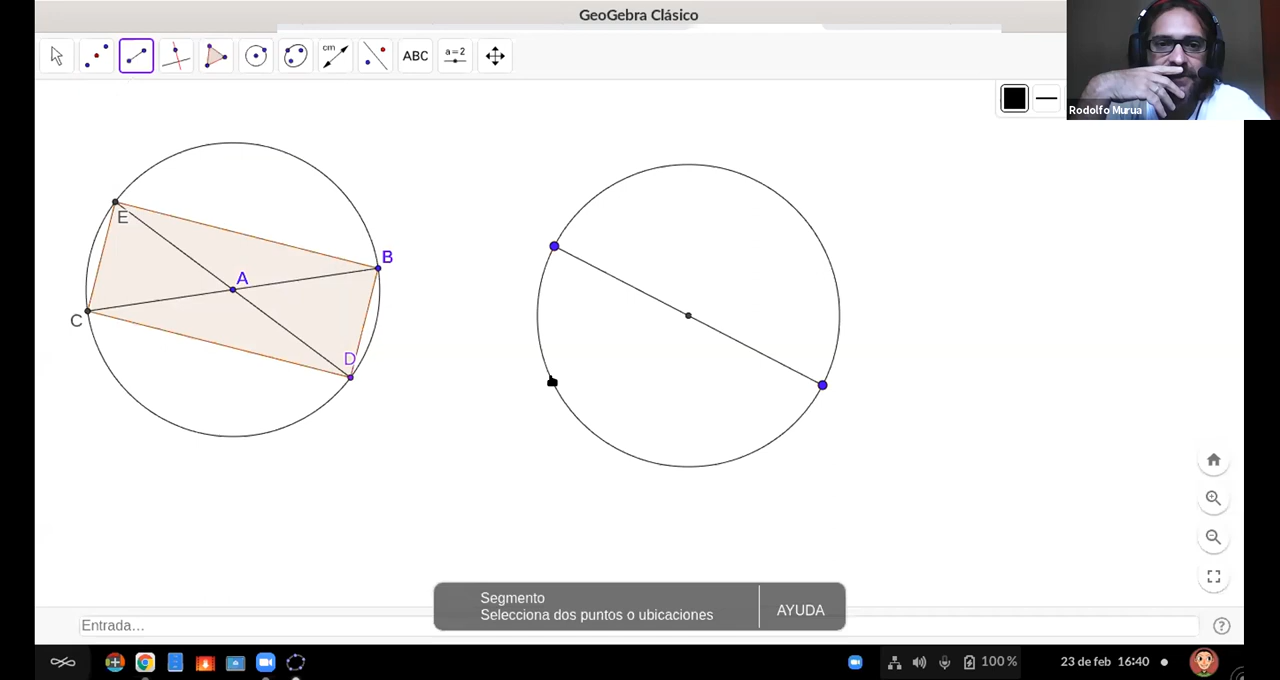 GeoGebra Clásico
cm
ABC
a=2
Rodolfo Murua
E
B
A
C
D
Segmento
Selecciona dos puntos o ubicaciones
AYUDA
Entrada…
?
100 %
23 de feb 16:40